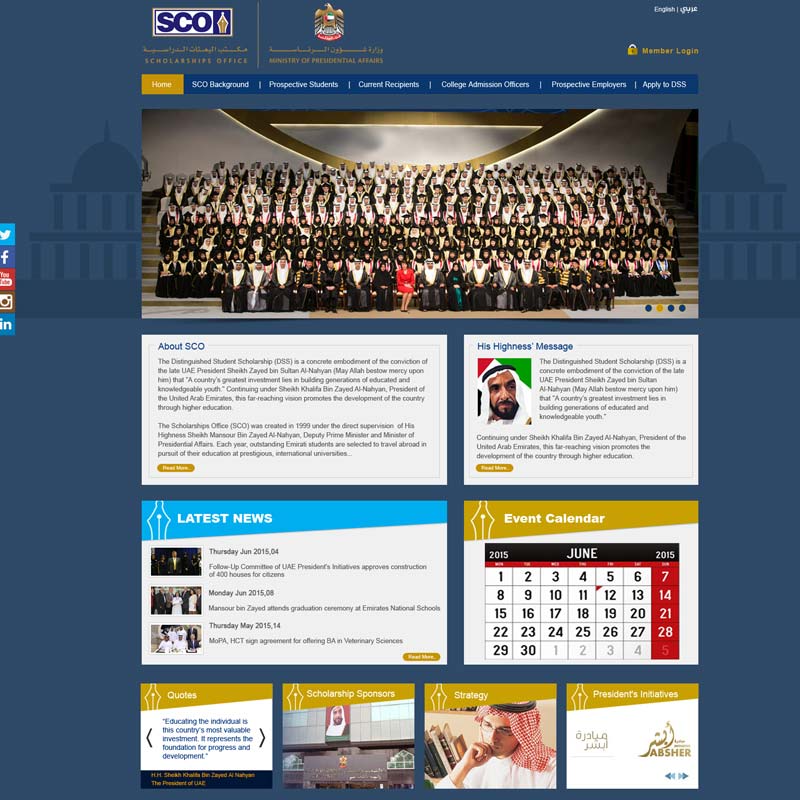 English | عربي
SCO
مكتب البعثات الدراسية
SCHOLARSHIPS OFFICE
وزارة شؤون الرئاسة
MINISTRY OF PRESIDENTIAL AFFAIRS
Member Login
Home SCO Background | Prospective Students | Current Recipients | College Admission Officers | Prospective Employers | Apply to DSS
You
Tube
in
About SCO
The Distinguished Student Scholarship (DSS) is a concrete embodiment of the conviction of
the late UAE President Sheikh Zayed bin Sultan Al-Nahyan (May Allah bestow mercy upon
him) that "A country's greatest investment lies in building generations of educated and
knowledgeable youth." Continuing under Sheikh Khalifa Bin Zayed Al-Nahyan, President of
the United Arab Emirates, this far-reaching vision promotes the development of the country
through higher education.
The Scholarships Office (SCO) was created in 1999 under the direct supervision of His
Highness Sheikh Mansour Bin Zayed Al-Nahyan, Deputy Prime Minister and Minister of
Presidential Affairs. Each year, outstanding Emirati students are selected to travel abroad in
pursuit of their education at prestigious, international universities...
Read More..
His Highness' Message
The Distinguished Student Scholarship (DSS) is a
concrete embodiment of the conviction of the late
UAE President Sheikh Zayed bin Sultan
Al-Nahyan (May Allah bestow mercy upon him)
that "A country's greatest investment lies in
building generations of educated and
knowledgeable youth."
Continuing under Sheikh Khalifa Bin Zayed Al-Nahyan, President of the
United Arab Emirates, this far-reaching vision promotes the
development of the country through higher education.
Read More..
LATEST NEWS
Thursday Jun 2015,04
Follow-Up Committee of UAE President's Initiatives approves construction
of 400 houses for citizens
Monday Jun 2015,08
Mansour bin Zayed attends graduation ceremony at Emirates National Schools
Thursday May 2015,14
MoPA, HCT sign agreement for offering BA in Veterinary Sciences
Read More..
Event Calendar
2015 JUNE 2015
MON TUE WED THU FRI SAT SUN
1 2 3 4 5 6 7
8 9 10 11 12 13 14
15 16 17 18 19 20 21
22 23 24 25 26 27 28
29 30 1 2 3 4 5
Quotes
"Educating the individual is
this country's most valuable
investment. It represents the
foundation for progress and
development."
H.H. Sheikh Khalifa Bin Zayed Al Nahyan
The President of UAE
Scholarship Sponsors
Strategy
President's Initiatives
مبادرة
أبشر
أبشر
ABSHER